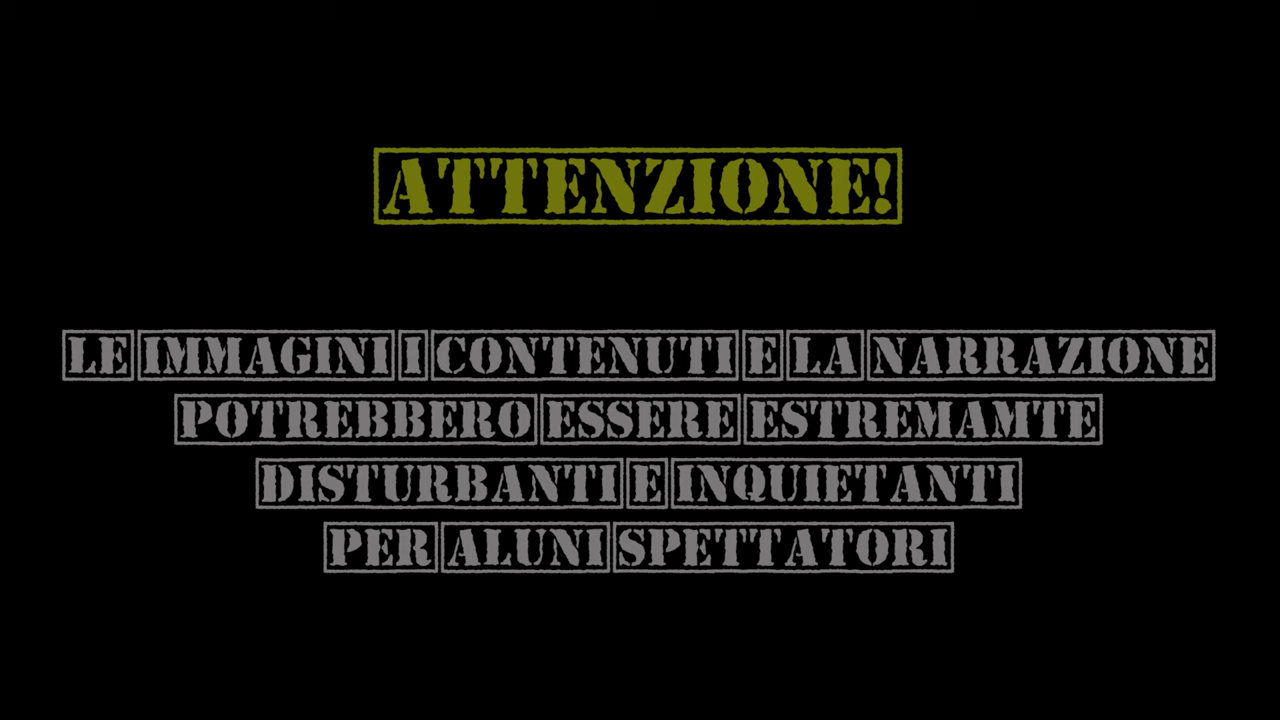 ATTENZIONE!
LE IMMAGINI I CONTENUTI E LA NARRAZIONE
POTREBBERO ESSERE ESTREMAMTE
DISTURBANTI E INQUIETANTI
PER ALUNI SPETTATORI